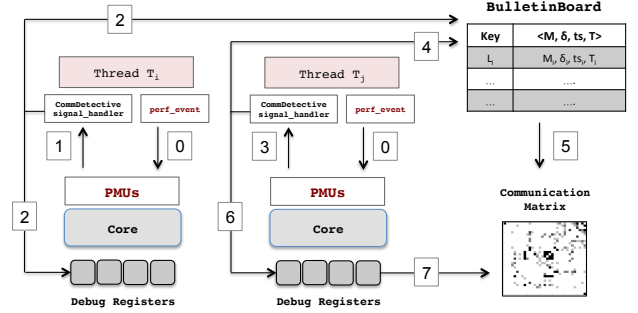 2
BulletinBoard
4
Key <M, δ, ts, T>
Lᵢ Mᵢ, δᵢ, tsᵢ, Tᵢ
... ....
... ....
Thread Tᵢ
Thread Tⱼ
CommDetective
signal_handler
perf_event
CommDetective
signal_handler
perf_event
1
0
3
0
5
PMUs
PMUs
Communication
Matrix
2
Core
6
Core
7
Debug Registers
Debug Registers